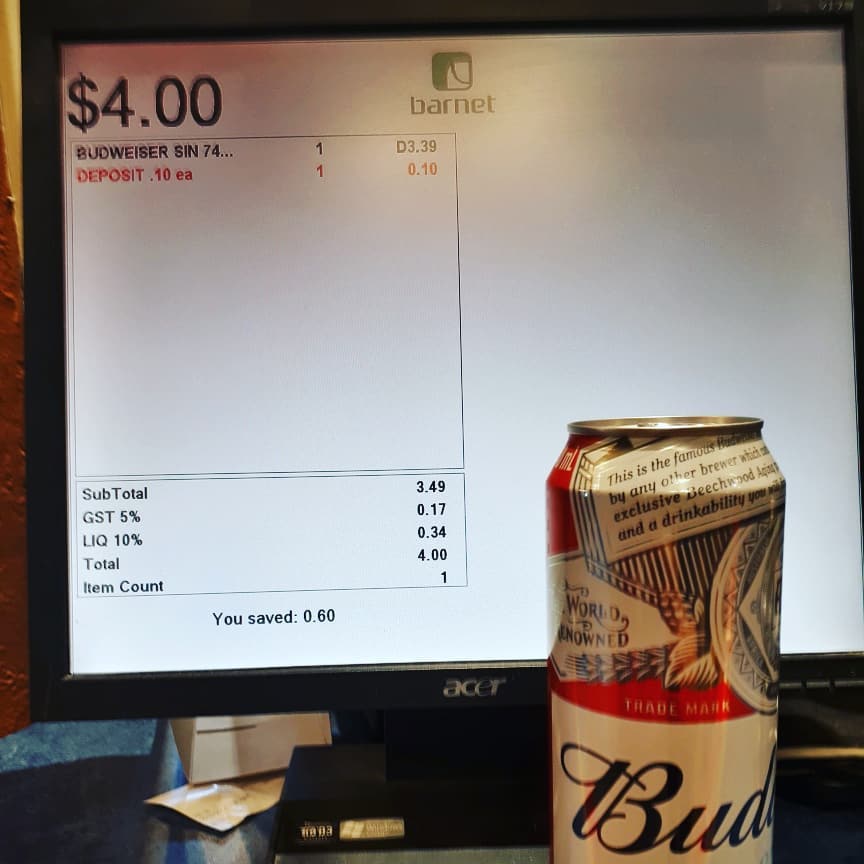 $4.00
barnet
BUDWEISER SIN 74... 1 D3.39
DEPOSIT .10 ea 1 0.10
SubTotal 3.49
GST 5% 0.17
LIQ 10% 0.34
Total 4.00
Item Count 1
You saved: 0.60
acer
mL
This is the famous
by any other brewer which
exclusive Beechwood Aging
and a drinkability you
WORLD
RENOWNED
TRADE MARK
Bud